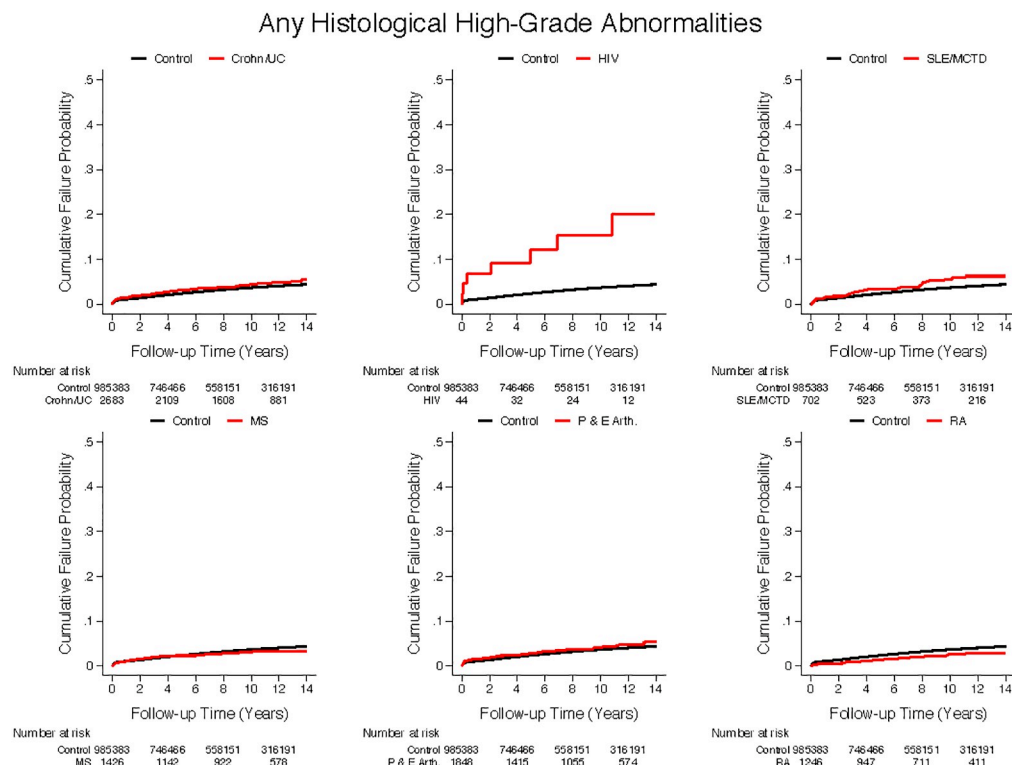 Any Histological High-Grade Abnormalities
Control Crohn/UC
.5
.4
.3
.2
.1
0
Cumulative Failure Probability
0 2 4 6 8 10 12 14
Follow-up Time (Years)
Number at risk
Control 985383 746466 558151 316191
Crohn/UC 2683 2109 1608 881
Control HIV
.5
.4
.3
.2
.1
0
Cumulative Failure Probability
0 2 4 6 8 10 12 14
Follow-up Time (Years)
Number at risk
Control 985383 746466 558151 316191
HIV 44 32 24 12
Control SLE/MCTD
.5
.4
.3
.2
.1
0
Cumulative Failure Probability
0 2 4 6 8 10 12 14
Follow-up Time (Years)
Number at risk
Control 985383 746466 558151 316191
SLE/MCTD 702 523 373 216
Control MS
.5
.4
.3
.2
.1
0
Cumulative Failure Probability
0 2 4 6 8 10 12 14
Follow-up Time (Years)
Number at risk
Control 985383 746466 558151 316191
MS 1426 1142 922 578
Control P & E Arth.
.5
.4
.3
.2
.1
0
Cumulative Failure Probability
0 2 4 6 8 10 12 14
Follow-up Time (Years)
Number at risk
Control 985383 746466 558151 316191
P & E Arth. 1848 1415 1055 574
Control RA
.5
.4
.3
.2
.1
0
Cumulative Failure Probability
0 2 4 6 8 10 12 14
Follow-up Time (Years)
Number at risk
Control 985383 746466 558151 316191
RA 1246 947 711 411